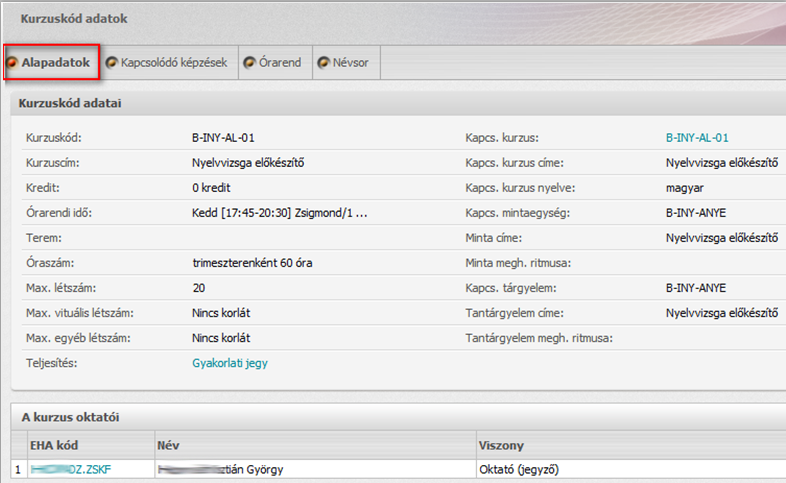 Kurzuskód adatok
Alapadatok Kapcsolódó képzések Órarend Névsor
Kurzuskód adatai
Kurzuskód: B-INY-AL-01 Kapcs. kurzus: B-INY-AL-01
Kurzuscím: Nyelvvizsga előkészítő Kapcs. kurzus címe: Nyelvvizsga előkészítő
Kredit: 0 kredit Kapcs. kurzus nyelve: magyar
Órarendi idő: Kedd [17:45-20:30] Zsigmond/1 ... Kapcs. mintaegység: B-INY-ANYE
Terem: Minta címe: Nyelvvizsga előkészítő
Óraszám: trimeszterenként 60 óra Minta megh. ritmusa:
Max. létszám: 20 Kapcs. tárgyelem: B-INY-ANYE
Max. vituális létszám: Nincs korlát Tantárgyelem címe: Nyelvvizsga előkészítő
Max. egyéb létszám: Nincs korlát Tantárgyelem megh. ritmusa:
Teljesítés: Gyakorlati jegy
A kurzus oktatói
EHA kód Név Viszony
1 György Oktató (jegyző)